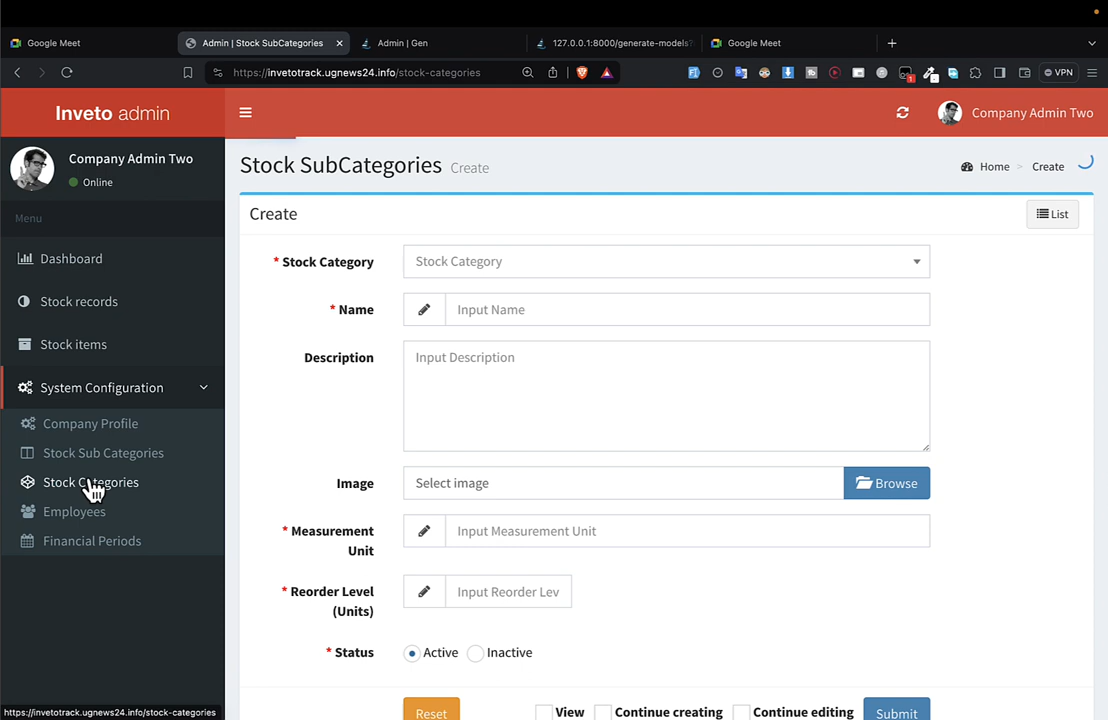 Google Meet
Admin | Stock SubCategories
Admin | Gen
127.0.0.1:8000/generate-models?
Google Meet
https://invetotrack.ugnews24.info/stock-categories
1
VPN
Inveto admin
Company Admin Two
Company Admin Two
Online
Stock SubCategories Create
Home > Create
Menu
Create
List
Dashboard
Stock records
Stock items
System Configuration
Company Profile
Stock Sub Categories
Stock Categories
Employees
Financial Periods
* Stock Category
Stock Category
* Name
Input Name
Description
Input Description
Image
Select image
Browse
* Measurement
Unit
Input Measurement Unit
* Reorder Level
(Units)
Input Reorder Lev
* Status
Active
Inactive
Reset
View
Continue creating
Continue editing
Submit
https://invetotrack.ugnews24.info/stock-categories